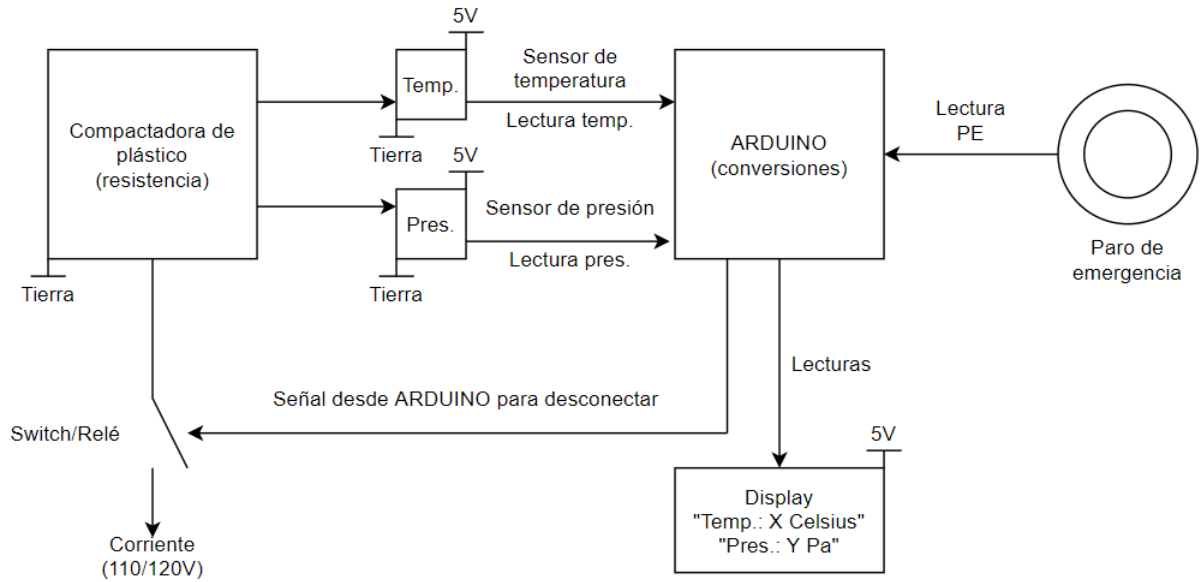 5V
Temp.
Tierra
Sensor de
temperatura
Lectura temp.
Compactadora de
plástico
(resistencia)
Tierra
5V
Pres.
Tierra
Sensor de presión
Lectura pres.
ARDUINO
(conversiones)
Lectura
PE
Paro de
emergencia
Lecturas
Señal desde ARDUINO para desconectar
Switch/Relé
Corriente
(110/120V)
5V
Display
"Temp.: X Celsius"
"Pres.: Y Pa"